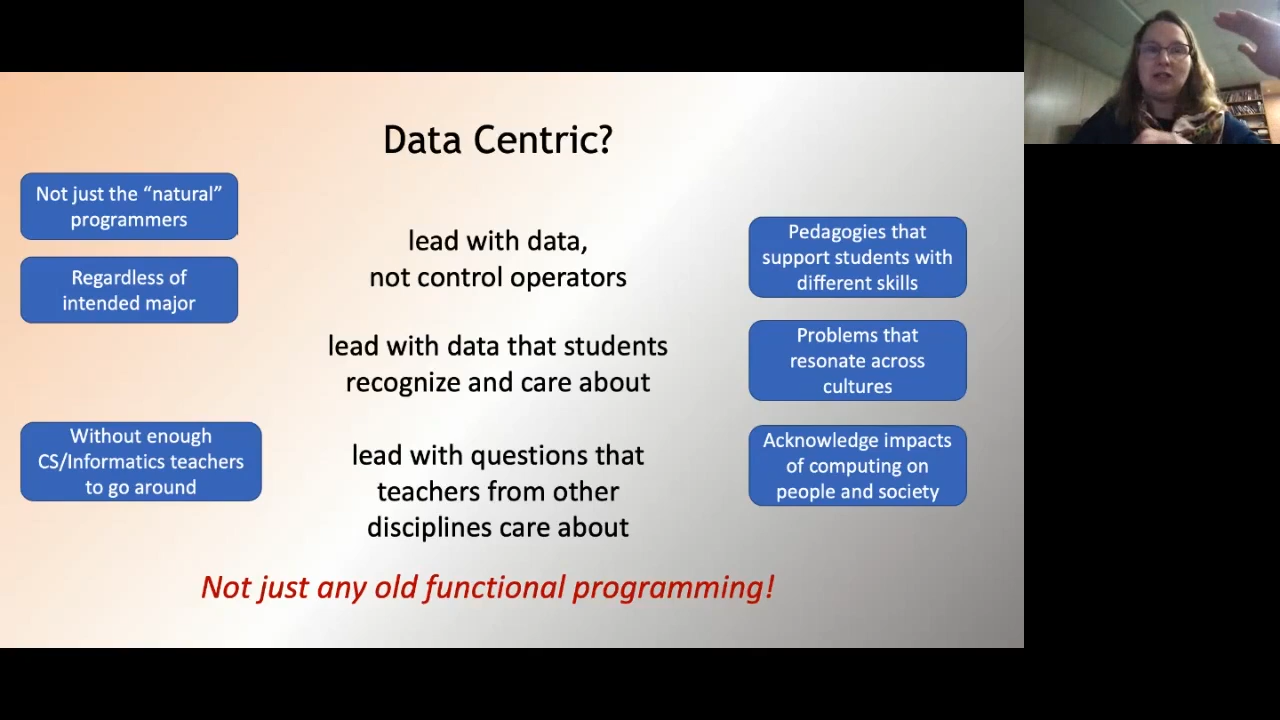 Data Centric?
Not just the “natural”
programmers
Regardless of
intended major
Without enough
CS/Informatics teachers
to go around
lead with data,
not control operators
lead with data that students
recognize and care about
lead with questions that
teachers from other
disciplines care about
Pedagogies that
support students with
different skills
Problems that
resonate across
cultures
Acknowledge impacts
of computing on
people and society
Not just any old functional programming!